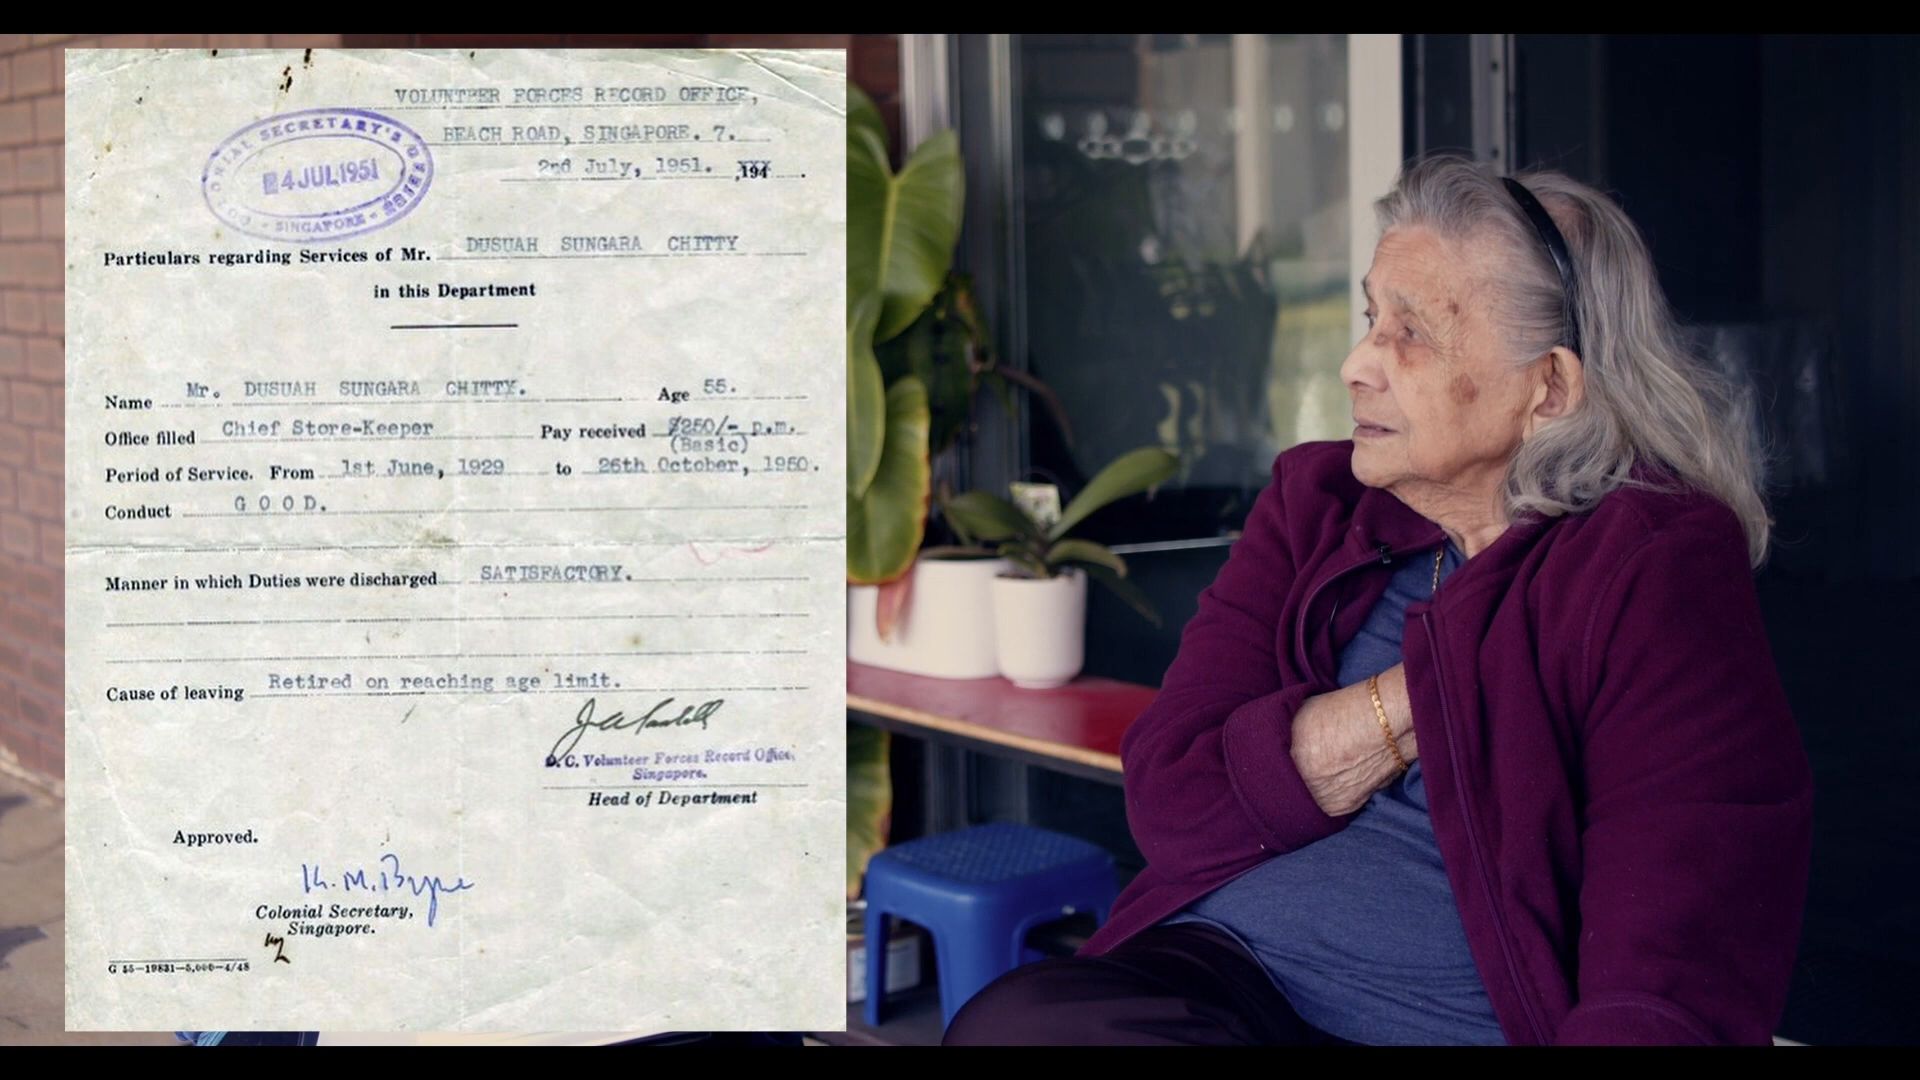 VOLUNTEER FORCES RECORD OFFICE,
BEACH ROAD, SINGAPORE. 7.
2nd July, 1951. 194
COLONIAL SECRETARY'S OFFICE
4 JUL 1951
SINGAPORE
Particulars regarding Services of Mr. DUSUAH SUNGARA CHITTY
in this Department
Name Mr. DUSUAH SUNGARA CHITTY. Age 55.
Office filled Chief Store-Keeper Pay received $250/- p.m.
(Basic)
Period of Service. From 1st June, 1929 to 26th October, 1950.
Conduct G O O D.
Manner in which Duties were discharged SATISFACTORY.
Cause of leaving Retired on reaching age limit.
O.C. Volunteer Forces Record Office,
Singapore.
Head of Department
Approved.
K. M. Byrne
Colonial Secretary,
Singapore.
G 55—19831—5,000—4/48